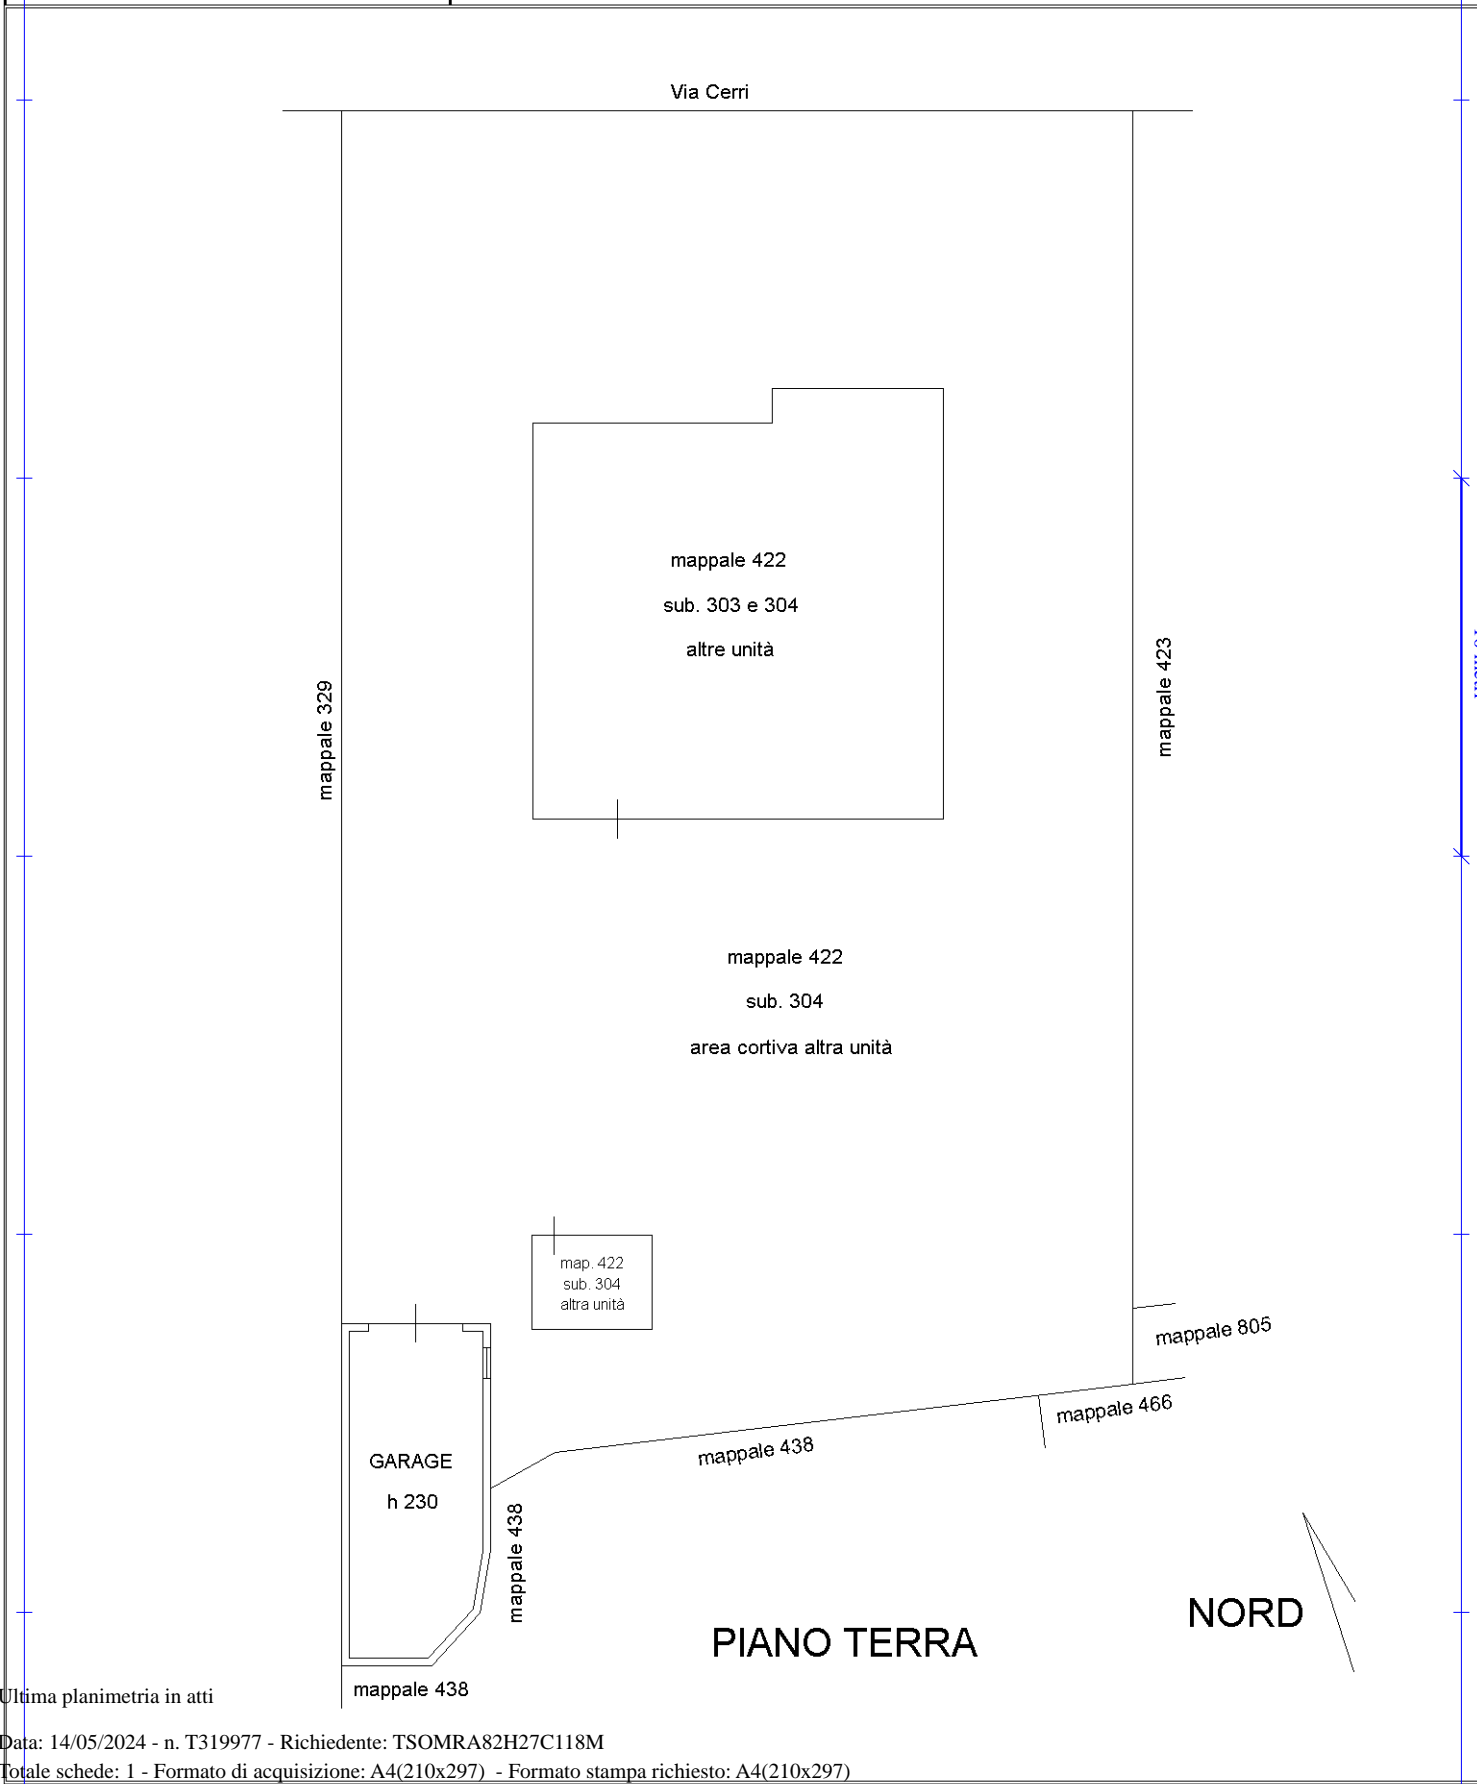 Via Cerri
mappale 422
sub. 303 e 304
altre unità
mappale 329
mappale 423
mappale 422
sub. 304
area cortiva altra unità
map. 422
sub. 304
altra unità
mappale 805
mappale 466
mappale 438
GARAGE
h 230
mappale 438
NORD
PIANO TERRA
mappale 438
Ultima planimetria in atti
Data: 14/05/2024 - n. T319977 - Richiedente: TSOMRA82H27C118M
Totale schede: 1 - Formato di acquisizione: A4(210x297) - Formato stampa richiesto: A4(210x297)